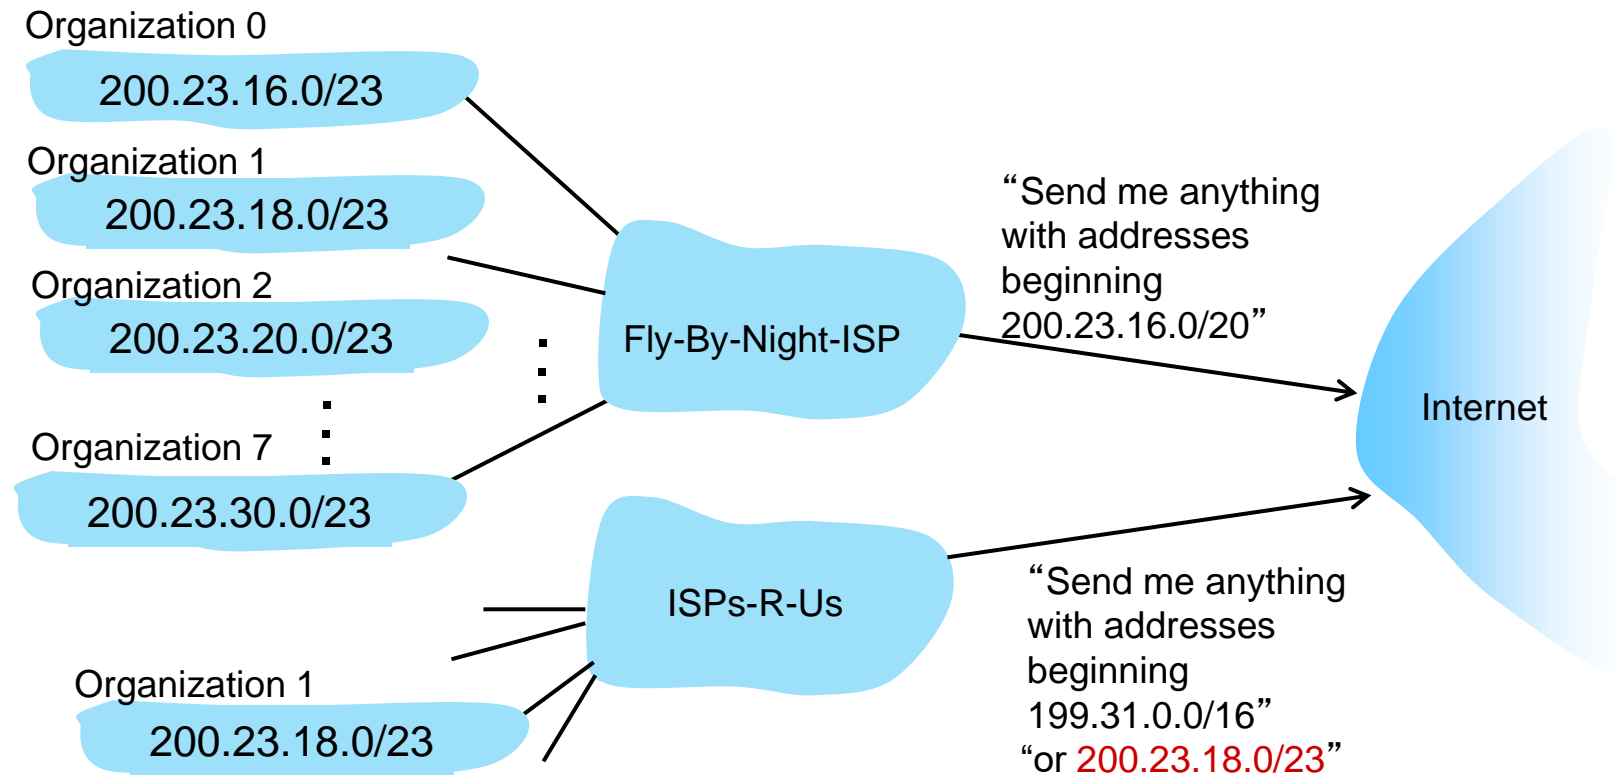 Organization 0
200.23.16.0/23
Organization 1
200.23.18.0/23
Organization 2
200.23.20.0/23
Organization 7
200.23.30.0/23
Fly-By-Night-ISP
“Send me anything
with addresses
beginning
200.23.16.0/20”
Internet
ISPs-R-Us
Organization 1
200.23.18.0/23
“Send me anything
with addresses
beginning
199.31.0.0/16”
“or 200.23.18.0/23”